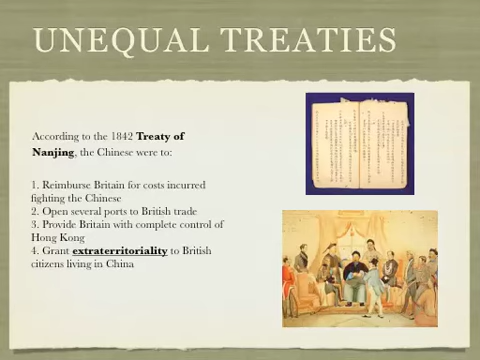 UNEQUAL TREATIES
According to the 1842 Treaty of
Nanjing, the Chinese were to:
1. Reimburse Britain for costs incurred
fighting the Chinese
2. Open several ports to British trade
3. Provide Britain with complete control of
Hong Kong
4. Grant extraterritoriality to British
citizens living in China